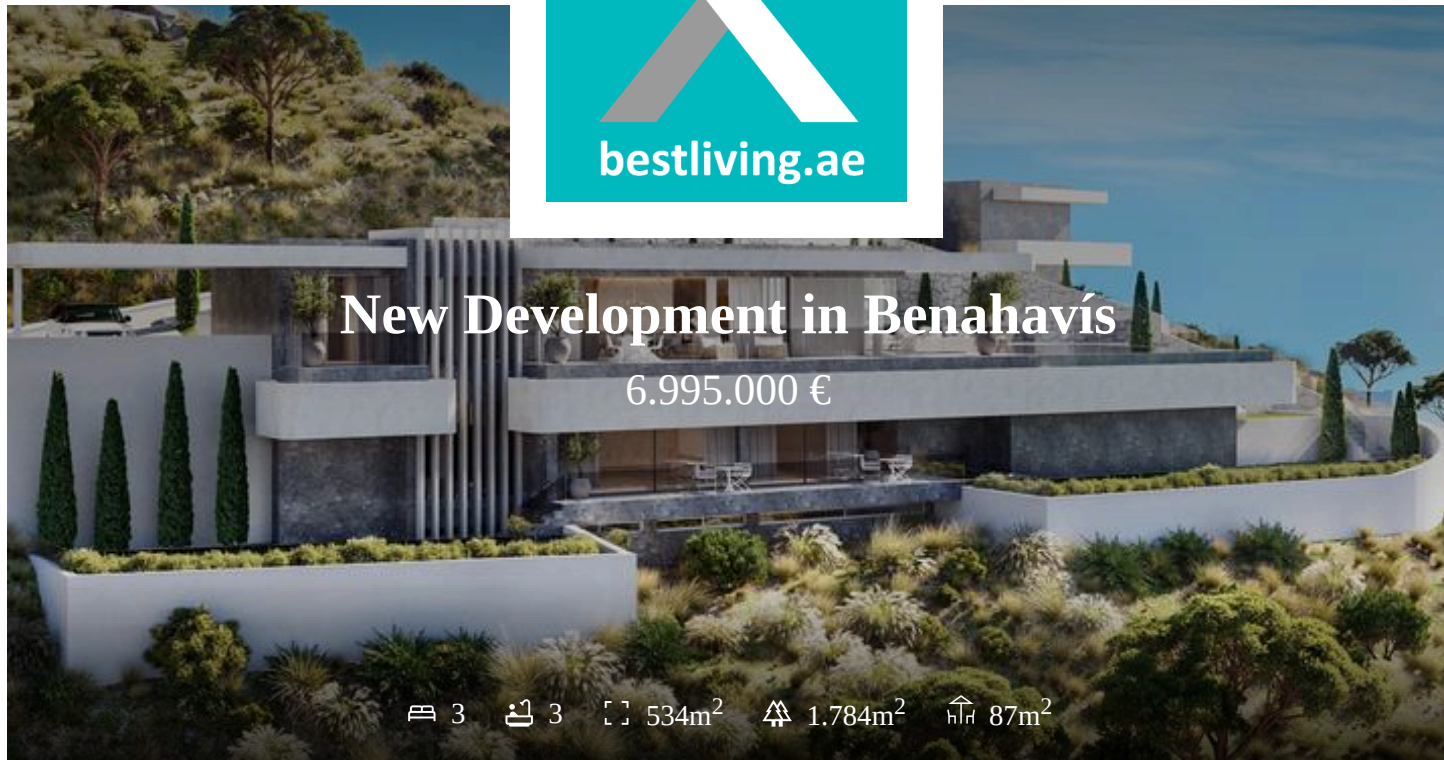 bestliving.ae
New Development in Benahavís
6.995.000 €
3 3 534m² 1.784m² 87m²